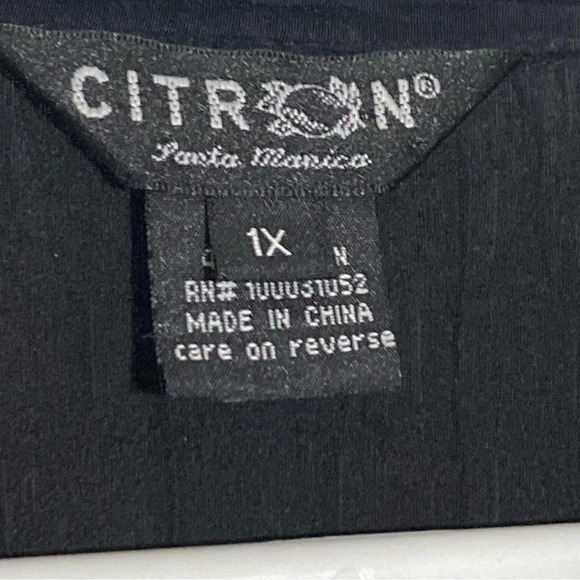 CITRON®
Santa Monica
1X
N
RN# 100031052
MADE IN CHINA
care on reverse